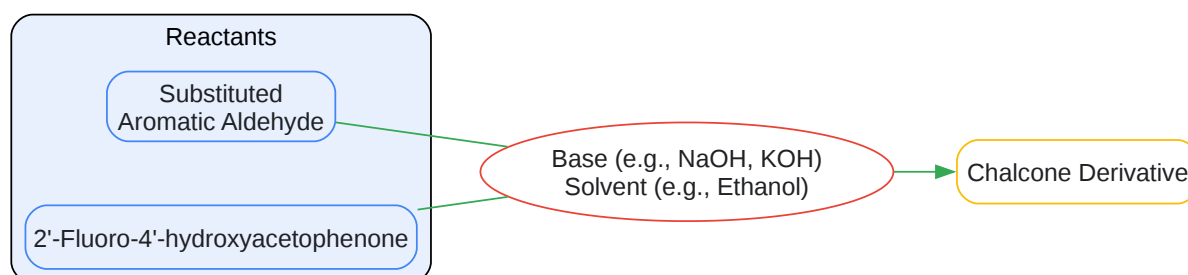 Reactants
Substituted
Aromatic Aldehyde
2'-Fluoro-4'-hydroxyacetophenone
Base (e.g., NaOH, KOH)
Solvent (e.g., Ethanol)
Chalcone Derivative